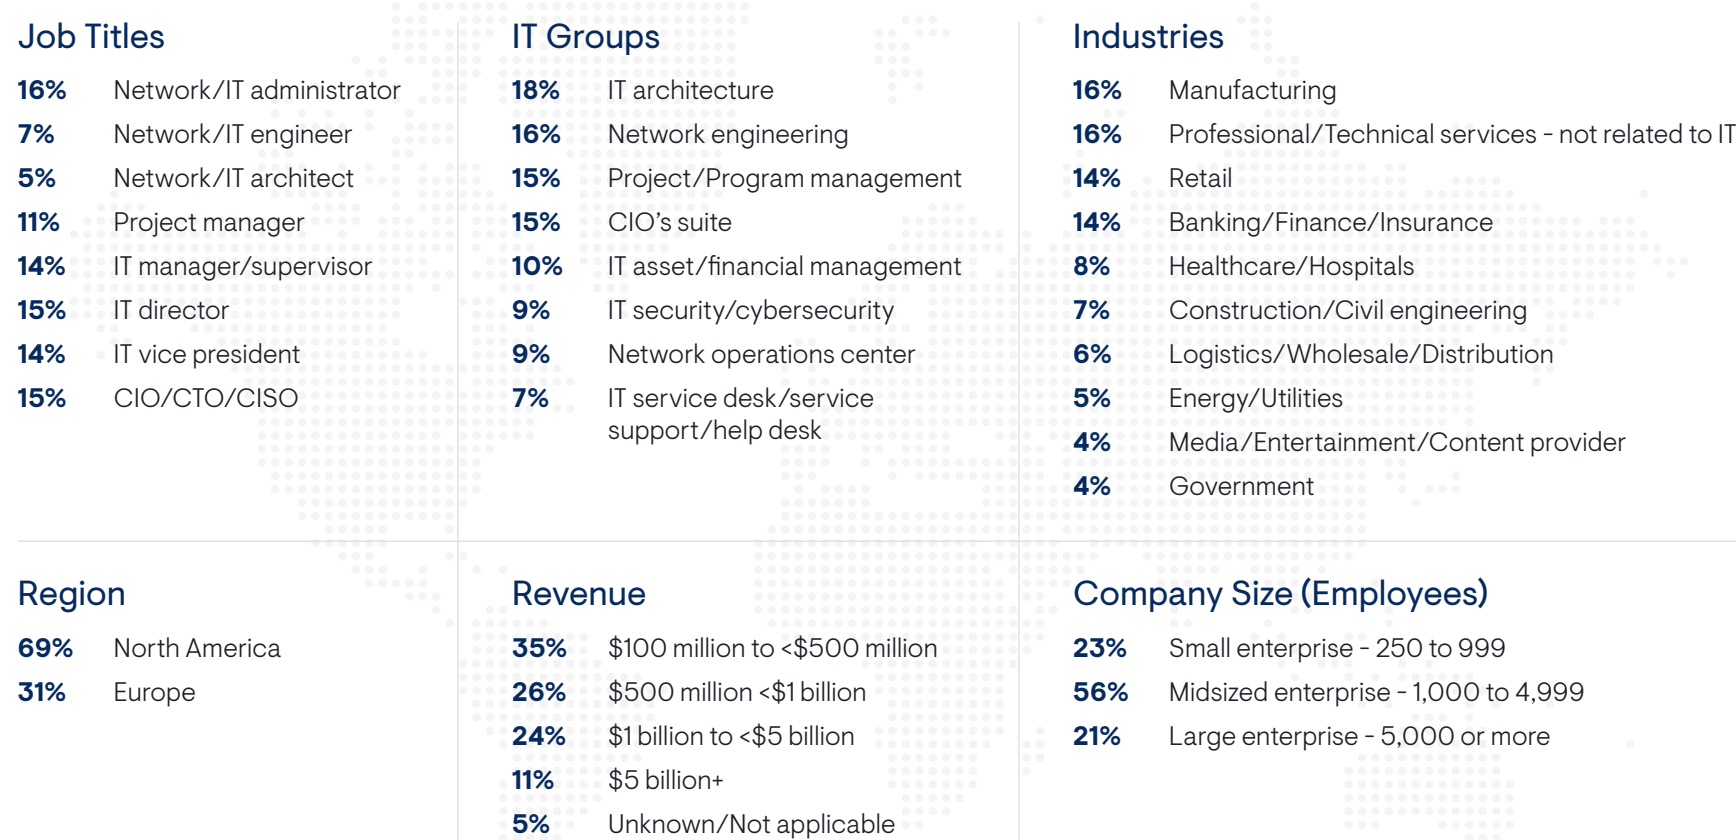 Job Titles
16% Network/IT administrator
7% Network/IT engineer
5% Network/IT architect
11% Project manager
14% IT manager/supervisor
15% IT director
14% IT vice president
15% CIO/CTO/CISO
IT Groups
18% IT architecture
16% Network engineering
15% Project/Program management
15% CIO’s suite
10% IT asset/financial management
9% IT security/cybersecurity
9% Network operations center
7% IT service desk/service
support/help desk
Industries
16% Manufacturing
16% Professional/Technical services - not related to IT
14% Retail
14% Banking/Finance/Insurance
8% Healthcare/Hospitals
7% Construction/Civil engineering
6% Logistics/Wholesale/Distribution
5% Energy/Utilities
4% Media/Entertainment/Content provider
4% Government
Region
69% North America
31% Europe
Revenue
35% $100 million to <$500 million
26% $500 million <$1 billion
24% $1 billion to <$5 billion
11% $5 billion+
5% Unknown/Not applicable
Company Size (Employees)
23% Small enterprise - 250 to 999
56% Midsized enterprise - 1,000 to 4,999
21% Large enterprise - 5,000 or more